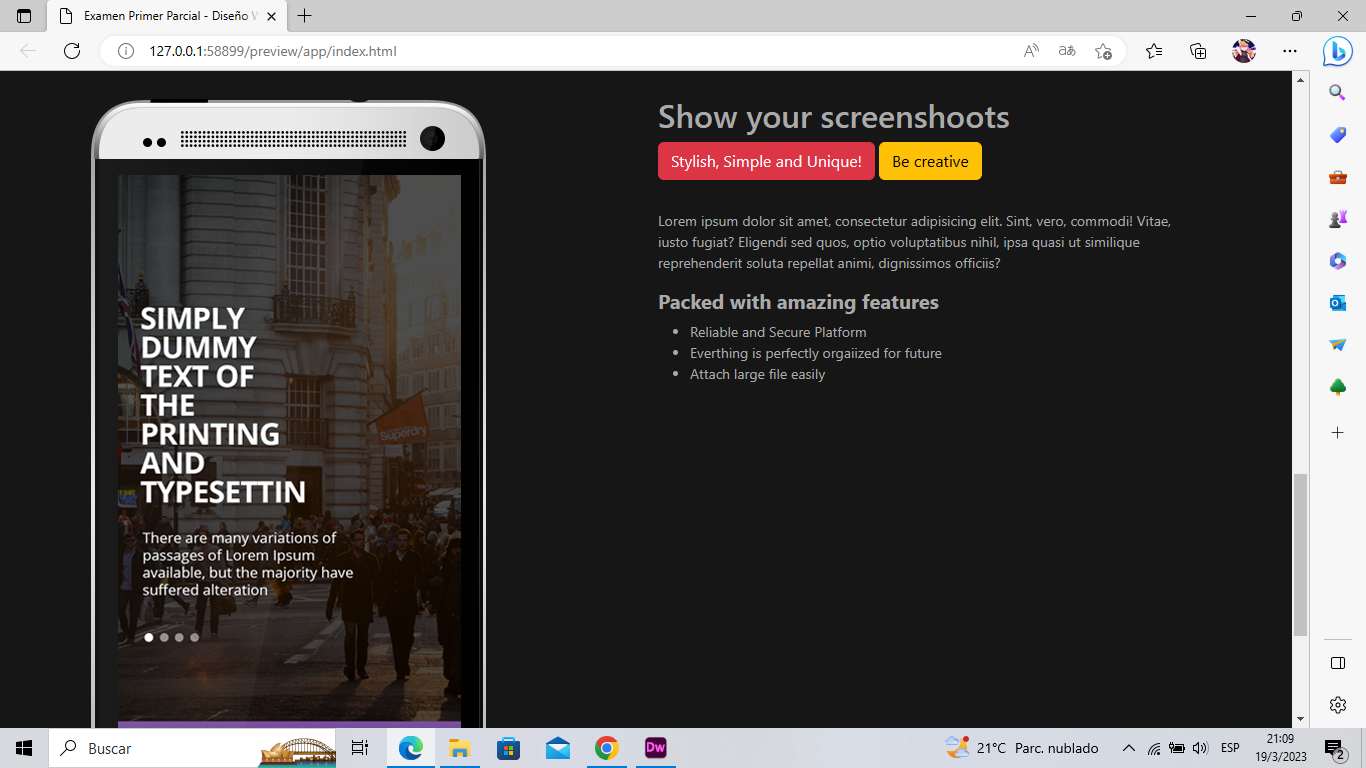 Examen Primer Parcial - Diseño W
127.0.0.1:58899/preview/app/index.html
Show your screenshoots
Stylish, Simple and Unique!
Be creative
Lorem ipsum dolor sit amet, consectetur adipisicing elit. Sint, vero, commodi! Vitae,
iusto fugiat? Eligendi sed quos, optio voluptatibus nihil, ipsa quasi ut similique
reprehenderit soluta repellat animi, dignissimos officiis?
Packed with amazing features
Reliable and Secure Platform
Everthing is perfectly orgaiized for future
Attach large file easily
SIMPLY
DUMMY
TEXT OF
THE
PRINTING
AND
TYPESETTIN
Superdry
There are many variations of
passages of Lorem Ipsum
available, but the majority have
suffered alteration
Buscar
Dw
21°C Parc. nublado
ESP
21:09
19/3/2023
2